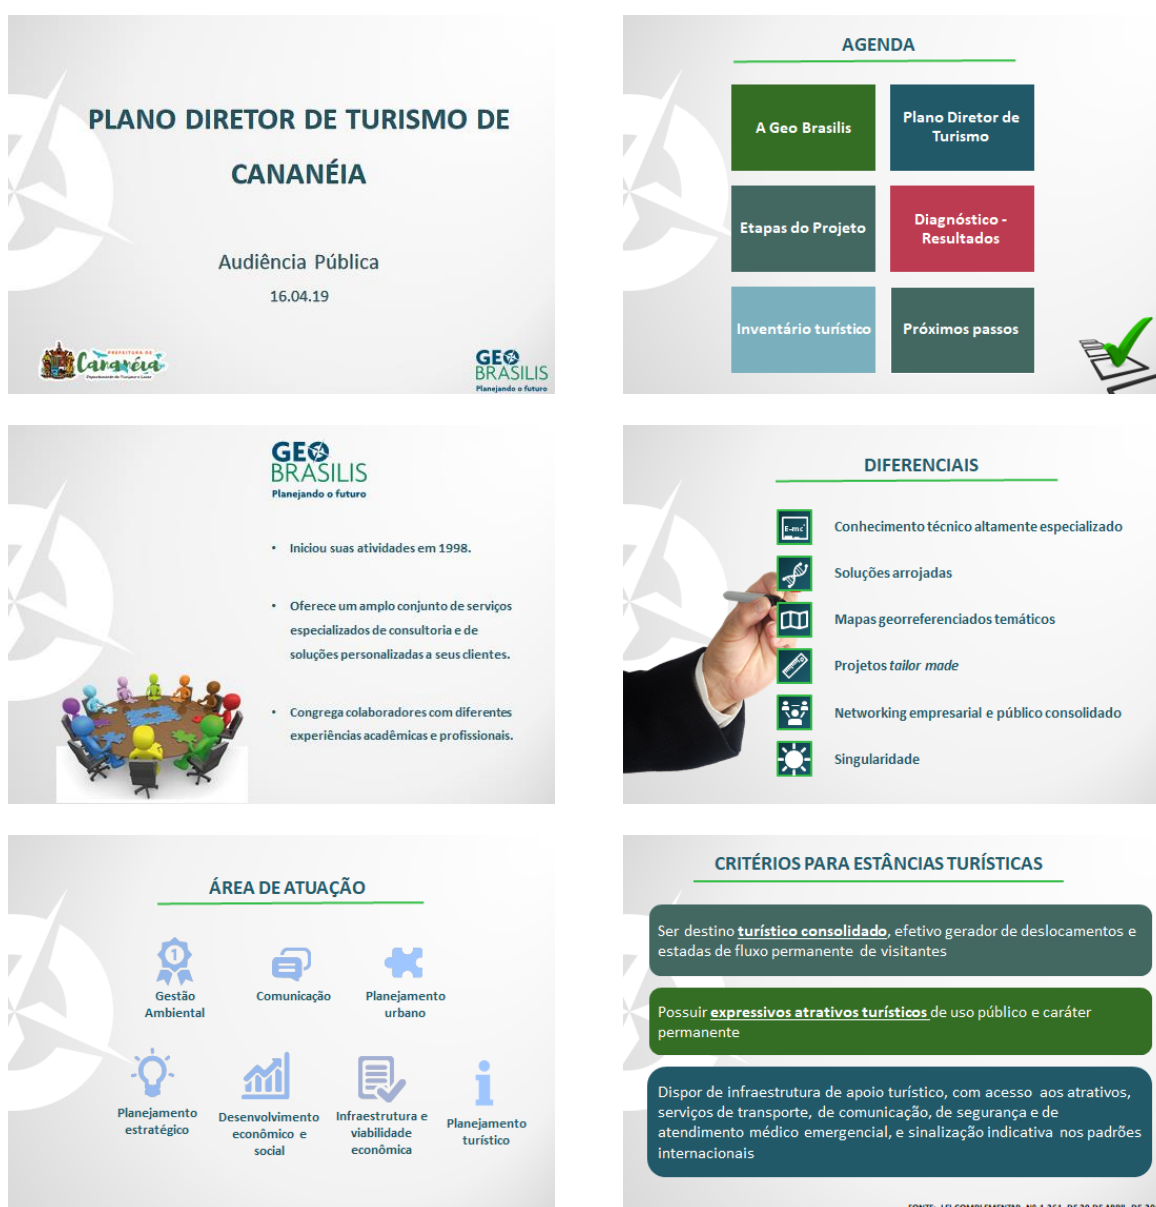 PLANO DIRETOR DE TURISMO DE
CANANÉIA
Audiência Pública
16.04.19
PREFEITURA DE
Cananéia
GEO
BRASILIS
Planejando o futuro
AGENDA
A Geo Brasilis
Plano Diretor de
Turismo
Etapas do Projeto
Diagnóstico -
Resultados
Inventário turístico
Próximos passos
GEO
BRASILIS
Planejando o futuro
• Iniciou suas atividades em 1998.
• Oferece um amplo conjunto de serviços
especializados de consultoria e de
soluções personalizadas a seus clientes.
• Congrega colaboradores com diferentes
experiências acadêmicas e profissionais.
DIFERENCIAIS
Conhecimento técnico altamente especializado
Soluções arrojadas
Mapas georreferenciados temáticos
Projetos tailor made
Networking empresarial e público consolidado
Singularidade
ÁREA DE ATUAÇÃO
1
Gestão
Ambiental
Comunicação
Planejamento
urbano
Planejamento
estratégico
Desenvolvimento
econômico e
social
Infraestrutura e
viabilidade
econômica
Planejamento
turístico
CRITÉRIOS PARA ESTÂNCIAS TURÍSTICAS
Ser destino turístico consolidado, efetivo gerador de deslocamentos e
estadas de fluxo permanente de visitantes
Possuir expressivos atrativos turísticos de uso público e caráter
permanente
Dispor de infraestrutura de apoio turístico, com acesso aos atrativos,
serviços de transporte, de comunicação, de segurança e de
atendimento médico emergencial, e sinalização indicativa nos padrões
internacionais